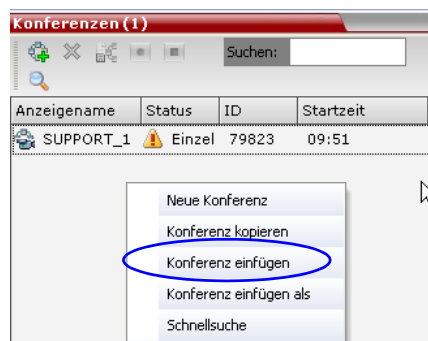 Konferenzen (1)
Suchen:
Anzeigename Status ID Startzeit
SUPPORT_1 Einzel 79823 09:51
Neue Konferenz
Konferenz kopieren
Konferenz einfügen
Konferenz einfügen als
Schnellsuche